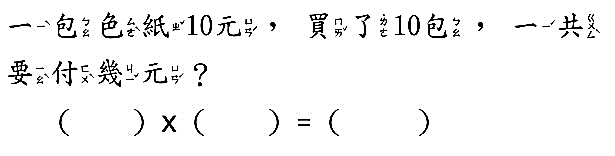 一包色紙10元，買了10包，一共
要付幾元？
(　　) x (　　) = (　　)